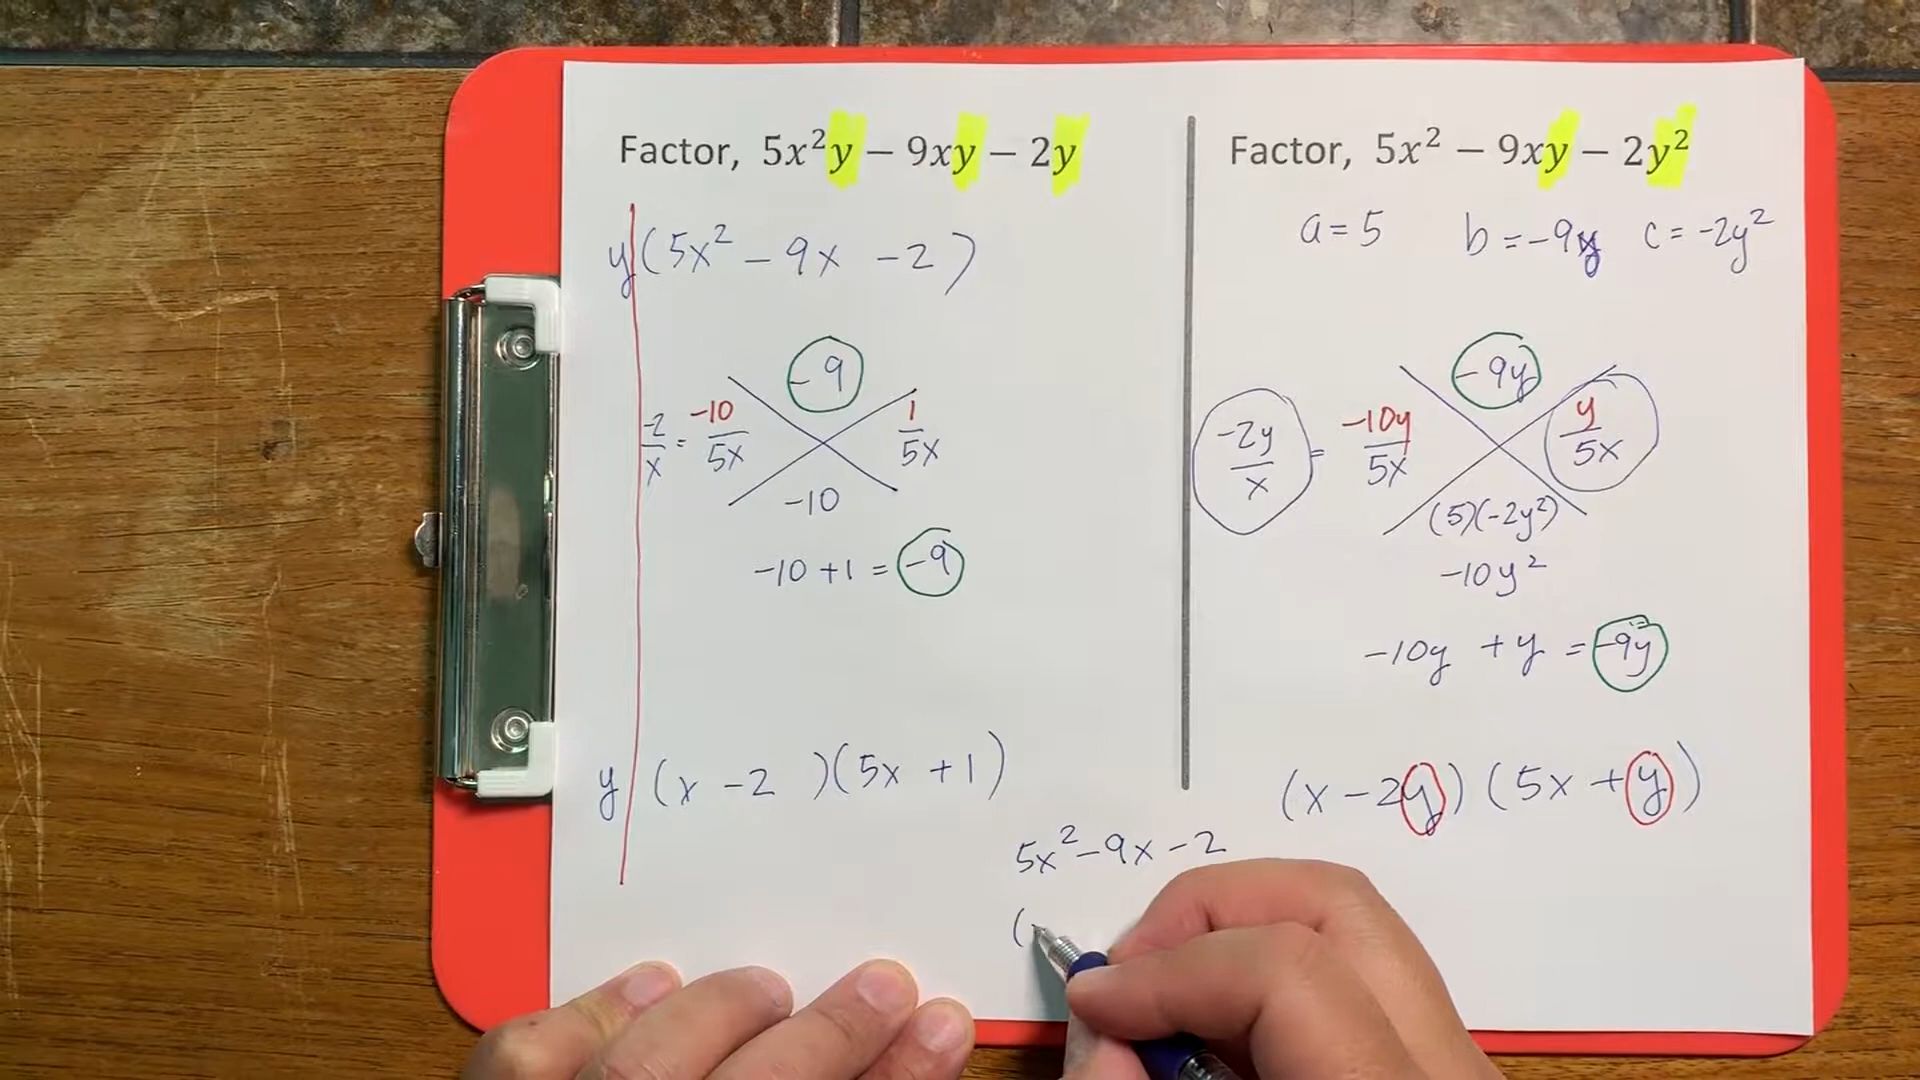 Factor, 5x²y − 9xy − 2y
y(5x² − 9x − 2)
-9
-2/x = -10/5x
1/5x
-10
-10 + 1 = -9
y (x − 2 )(5x + 1)
Factor, 5x² − 9xy − 2y²
a = 5 b = -9y c = -2y²
-9y
-2y/x = -10y/5x
y/5x
(5)(-2y²)
-10y²
-10y + y = -9y
(x − 2y) (5x + y)
5x² − 9x − 2
(